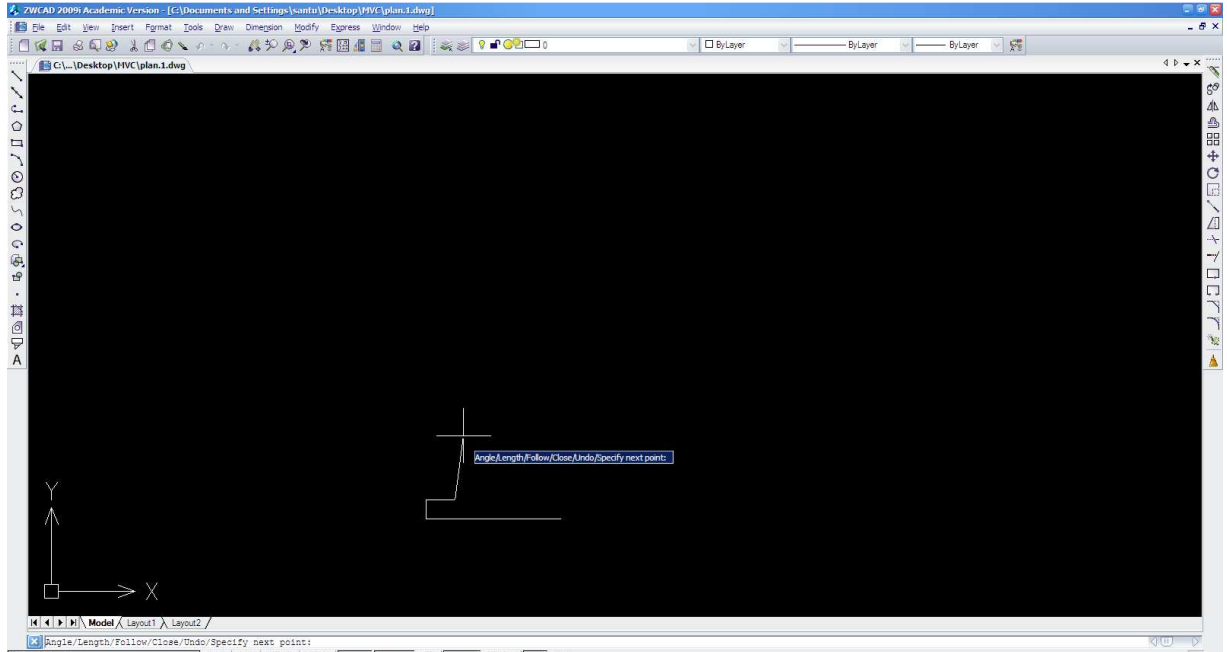 ZWCAD 2009i Academic Version - [C:\Documents and Settings\santu\Desktop\MVC\plan.1.dwg]
File Edit View Insert Format Tools Draw Dimension Modify Express Window Help
0 ByLayer ByLayer ByLayer
C:\...\Desktop\MVC\plan.1.dwg
A
Angle/Length/Follow/Close/Undo/Specify next point:
Y
X
Model Layout1 Layout2
Angle/Length/Follow/Close/Undo/Specify next point: